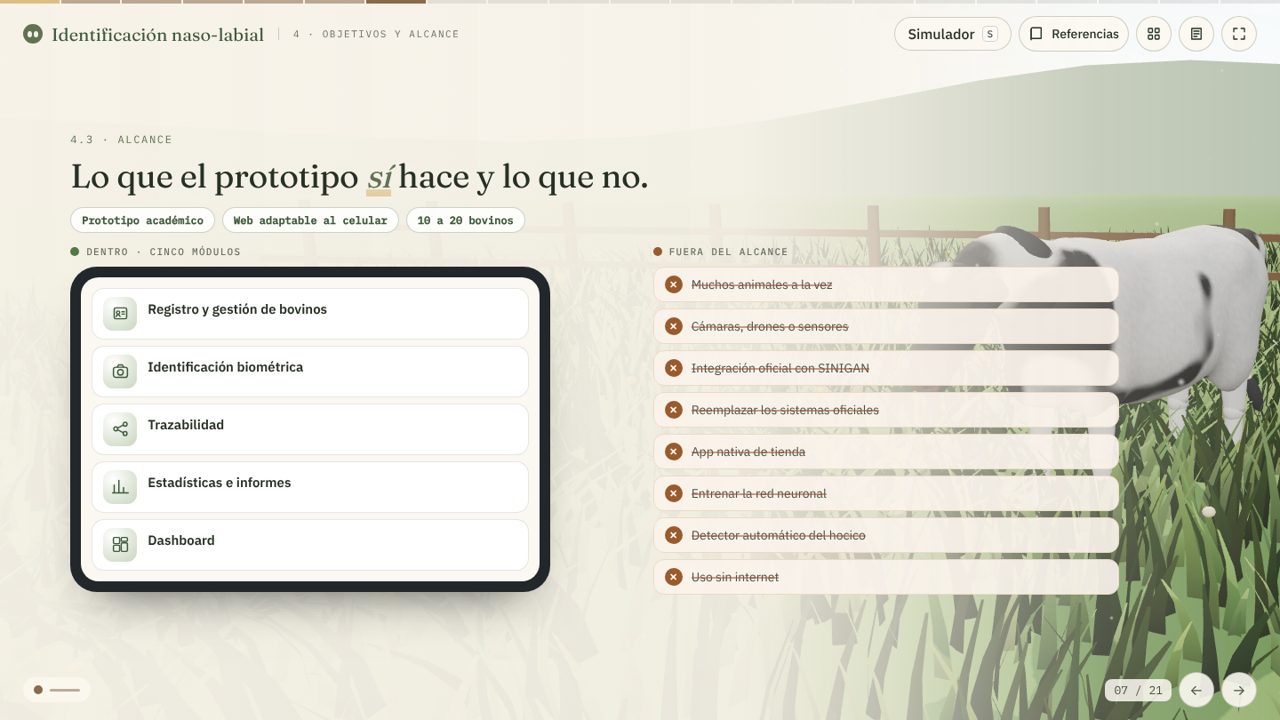 Identificación naso-labial
4 · OBJETIVOS Y ALCANCE
Simulador S
Referencias
4.3 · ALCANCE
Lo que el prototipo sí hace y lo que no.
Prototipo académico
Web adaptable al celular
10 a 20 bovinos
DENTRO · CINCO MÓDULOS
Registro y gestión de bovinos
Identificación biométrica
Trazabilidad
Estadísticas e informes
Dashboard
FUERA DEL ALCANCE
Muchos animales a la vez
Cámaras, drones o sensores
Integración oficial con SINIGAN
Reemplazar los sistemas oficiales
App nativa de tienda
Entrenar la red neuronal
Detector automático del hocico
Uso sin internet
07 / 21